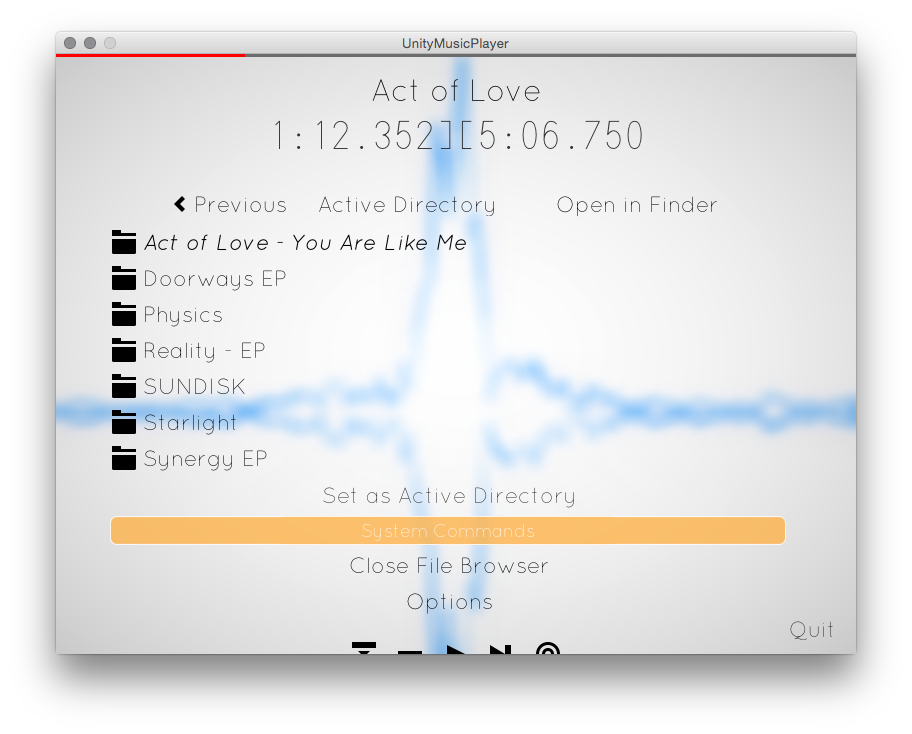 UnityMusicPlayer
Act of Love
1:12.352][5:06.750
Previous Active Directory Open in Finder
Act of Love - You Are Like Me
Doorways EP
Physics
Reality - EP
SUNDISK
Starlight
Synergy EP
Set as Active Directory
System Commands
Close File Browser
Options
Quit